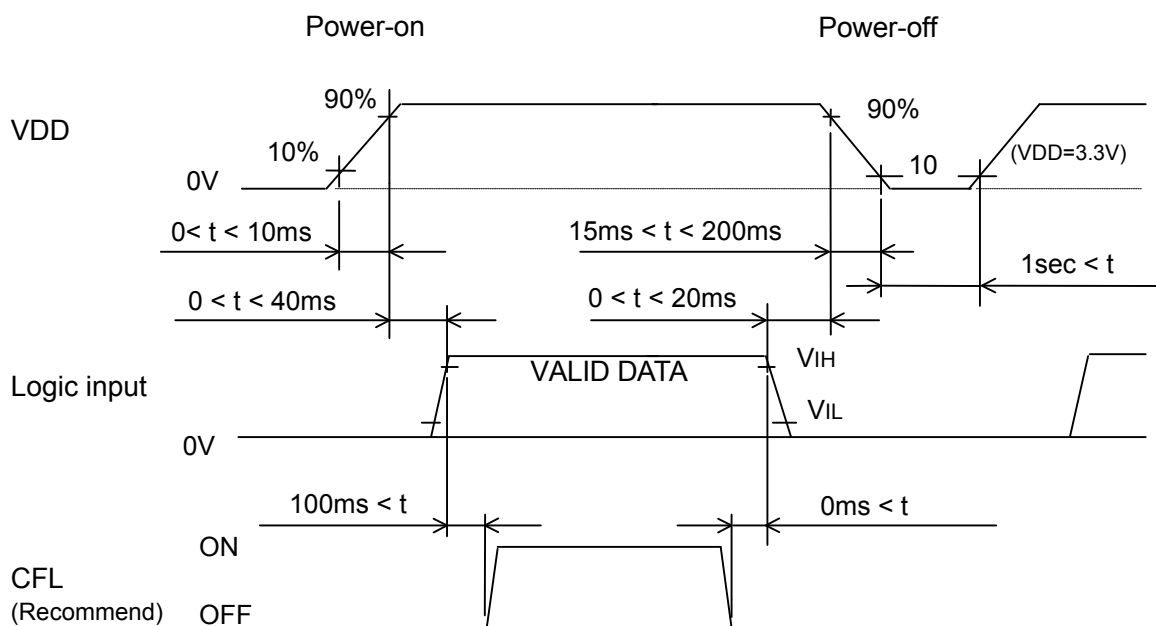 Power-on
Power-off
90%
90%
VDD
10%
10
(VDD=3.3V)
0V
0< t < 10ms
15ms < t < 200ms
1sec < t
0 < t < 40ms
0 < t < 20ms
VALID DATA
VIH
Logic input
VIL
0V
100ms < t
0ms < t
ON
CFL
(Recommend)
OFF